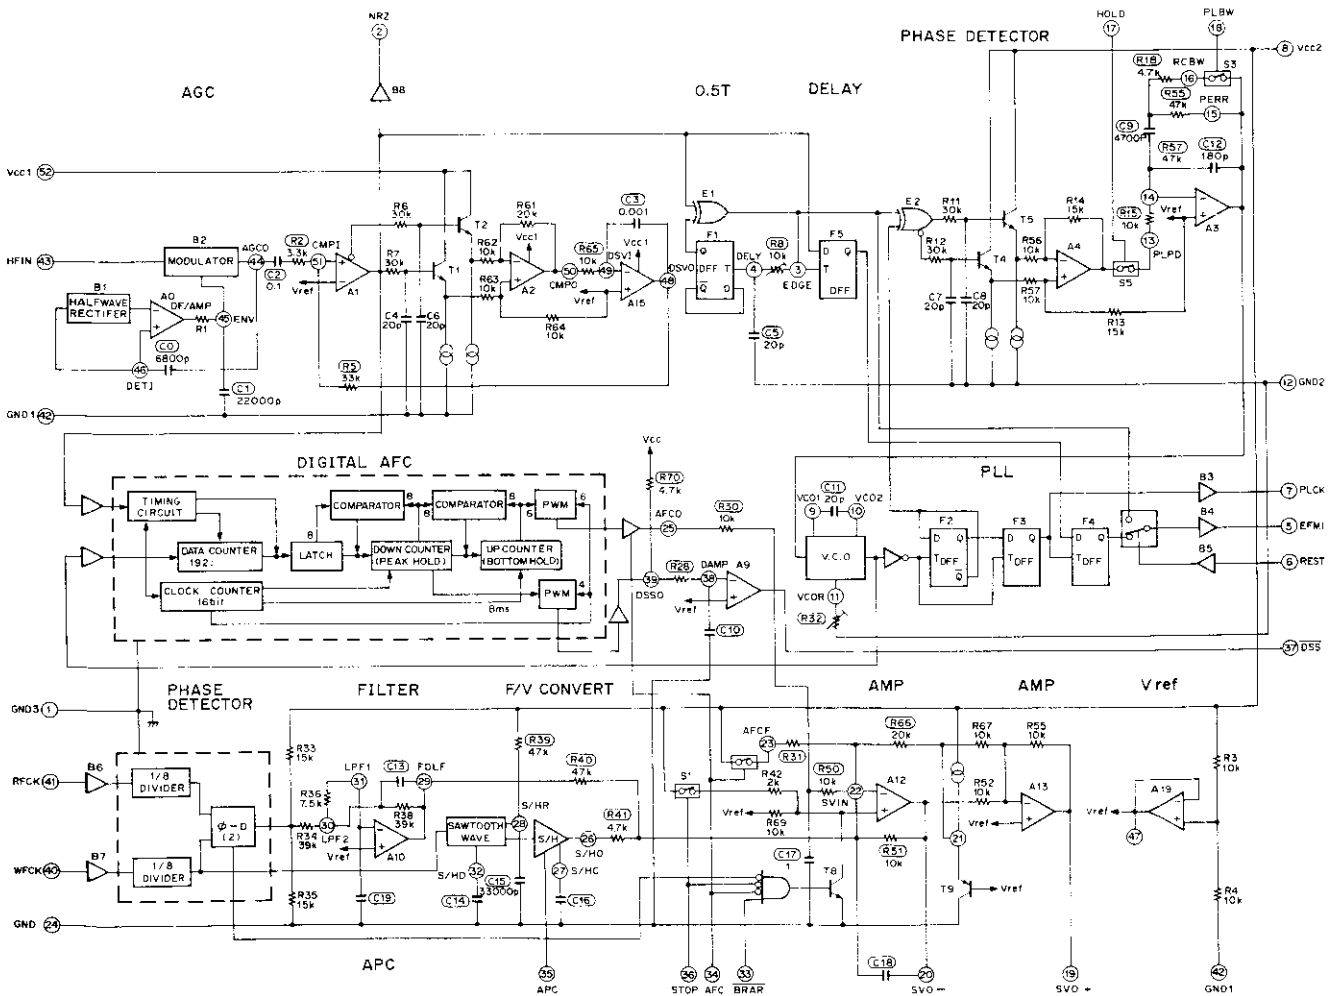 NRZ
2
B8
AGC
0.5T
DELAY
PHASE DETECTOR
HOLD
17
PLBW
18
8 Vcc2
R18
4.7k
RCBW
16
S3
R55
47k
PERR
15
C9
4700P
R57
47k
C12
180p
14
Vref
R15
10k
13
PLPD
A3
Vcc1 52
HFIN 43
B2
MODULATOR
AGCO
44
C2
0.1
R2
3.3k
CMPI
51
Vref
A1
R6
30k
R7
30k
T2
T1
C4
20p
C6
20p
R61
20k
Vcc1
R62
10k
R63
10k
A2
50
CMPO
R64
10k
R65
10k
C3
0.001
DSVI
49
Vcc1
Vref
A15
DSVO
48
R5
33k
E1
F1
Q
DFF
D
Q
T
DELY
4
R8
10k
3
EDGE
C5
20p
F5
D
Q
T
DFF
E2
R11
30k
R12
30k
T5
T4
C7
20p
C8
20p
R56
10k
R57
10k
R14
15k
A4
S5
R13
15k
B1
HALFWAVE
RECTIFER
A0
DF/AMP
R1
45 ENV
C0
6800p
46
DETI
C1
22000p
GND1 42
12 GND2
DIGITAL AFC
TIMING
CIRCUIT
COMPARATOR
8
COMPARATOR
8
PWM
6
DATA COUNTER
192
LATCH
8
DOWN COUNTER
(PEAK HOLD)
UP COUNTER
(BOTTOM HOLD)
CLOCK COUNTER
16bit
8ms
PWM
4
Vcc
R70
4.7k
AFCO
25
R30
10k
39
DSSO
R26
DAMP
38
Vref
A9
C10
PLL
VCO1
9
C11
20p
VCO2
10
V.C.O
VCOR 11
R32
F2
D
Q
T DFF
Q
F3
D
Q
T DFF
F4
D
Q
T DFF
B3
7 PLCK
B4
5 EFMI
B5
6 REST
37 DSS
GND3 1
PHASE
DETECTOR
FILTER
F/V CONVERT
AMP
AMP
Vref
RFCK 41
B6
1/8
DIVIDER
Φ-D
(2)
WFCK 40
B7
1/8
DIVIDER
R33
15k
R34
39k
R35
15k
LPF1
31
R36
7.5k
30
LPF2
Vref
C13
FDLF
29
R38
39k
A10
C19
SAWTOOTH
WAVE
S/HD
32
C14
R39
47k
S/HR
28
C15
33000p
S/H
26
S/HO
27 S/HC
C16
R40
47k
R41
4.7k
S1
AFCF
23
R31
R42
2k
Vref
R69
10k
R50
10k
22
SVIN
C17
1
R66
20k
A12
R51
10k
T8
R67
10k
R55
10k
R52
10k
Vref
A13
21
T9
Vref
R3
10k
A19
Vref
47
R4
10k
GND 24
APC
35
APC
36
STOP
34
AFC
33
BRAR
C18
20
SVO -
19
SVO +
42
GND1